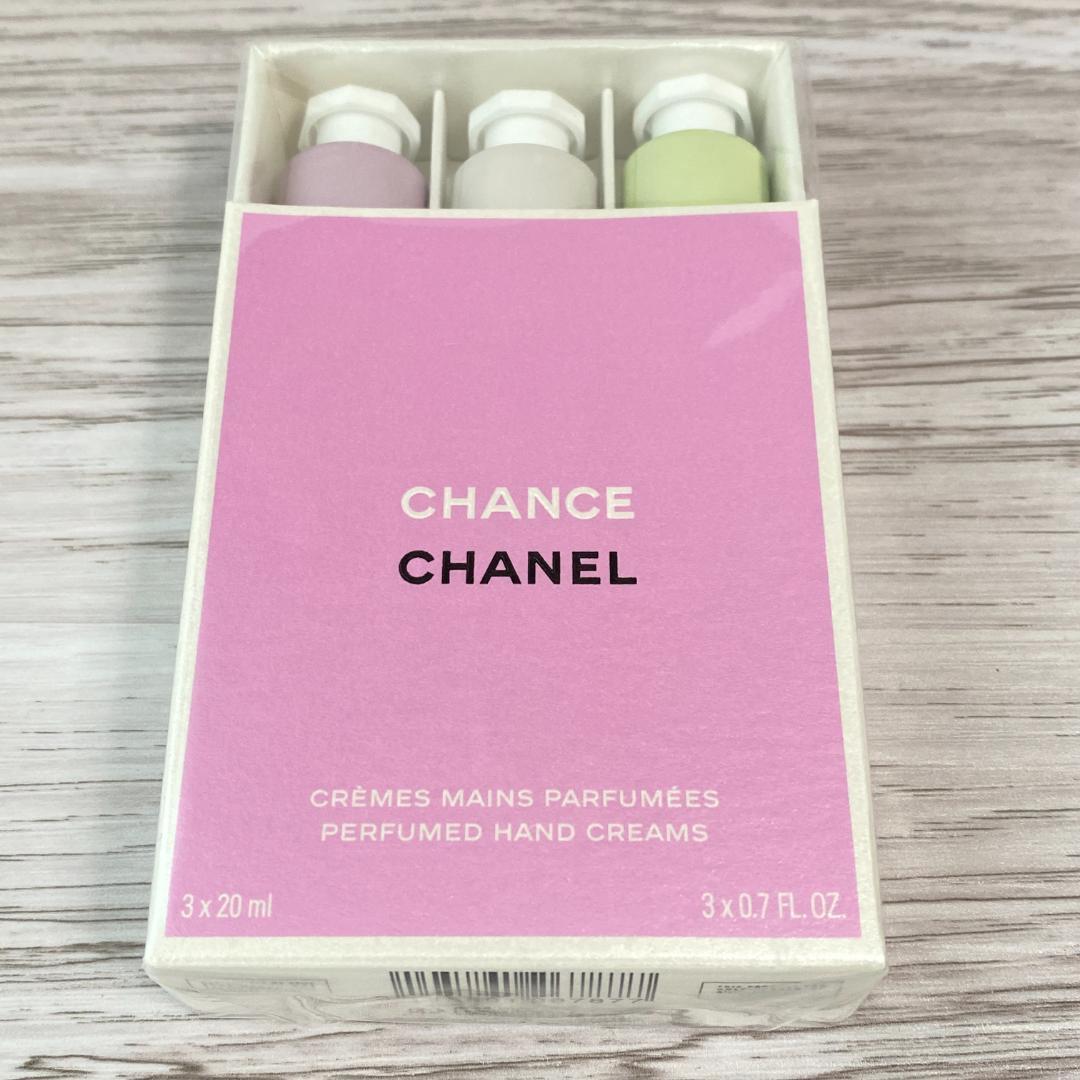 CHANCE
CHANEL
CRÈMES MAINS PARFUMÉES
PERFUMED HAND CREAMS
3 x 20 ml
3 x 0.7 FL. OZ.